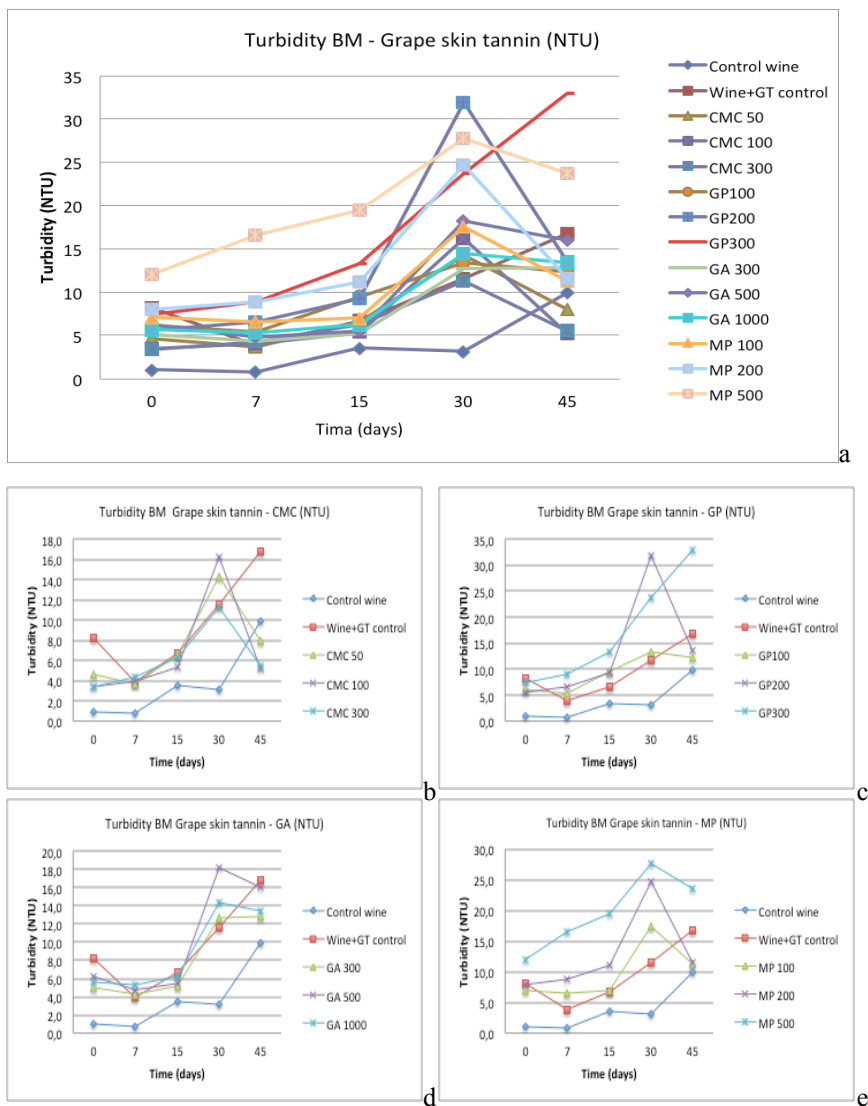 Turbidity BM - Grape skin tannin (NTU)
35
30
25
20
15
10
5
0
Turbidity (NTU)
0 7 15 30 45
Tima (days)
Control wine
Wine+GT control
CMC 50
CMC 100
CMC 300
GP100
GP200
GP300
GA 300
GA 500
GA 1000
MP 100
MP 200
MP 500
a
Turbidity BM Grape skin tannin - CMC (NTU)
18,0
16,0
14,0
12,0
10,0
8,0
6,0
4,0
2,0
0,0
Turbidity (NTU)
0 7 15 30 45
Time (days)
Control wine
Wine+GT control
CMC 50
CMC 100
CMC 300
b
Turbidity BM Grape skin tannin - GP (NTU)
35,0
30,0
25,0
20,0
15,0
10,0
5,0
0,0
Turbidity (NTU)
0 7 15 30 45
Time (days)
Control wine
Wine+GT control
GP100
GP200
GP300
c
Turbidity BM Grape skin tannin - GA (NTU)
20,0
18,0
16,0
14,0
12,0
10,0
8,0
6,0
4,0
2,0
0,0
Turbidity (NTU)
0 7 15 30 45
Time (days)
Control wine
Wine+GT control
GA 300
GA 500
GA 1000
d
Turbidity BM Grape skin tannin - MP (NTU)
30,0
25,0
20,0
15,0
10,0
5,0
0,0
Turbidity (NTU)
0 7 15 30 45
Time (days)
Control wine
Wine+GT control
MP 100
MP 200
MP 500
e